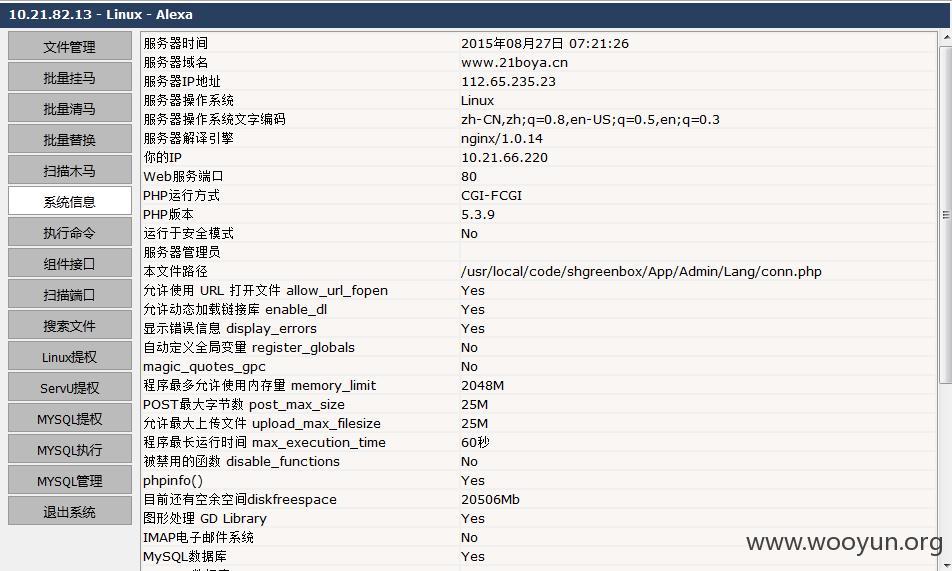 10.21.82.13 - Linux - Alexa
文件管理
批量挂马
批量清马
批量替换
扫描木马
系统信息
执行命令
组件接口
扫描端口
搜索文件
Linux提权
ServU提权
MYSQL提权
MYSQL执行
MYSQL管理
退出系统
服务器时间 2015年08月27日 07:21:26
服务器域名 www.21boya.cn
服务器IP地址 112.65.235.23
服务器操作系统 Linux
服务器操作系统文字编码 zh-CN,zh;q=0.8,en-US;q=0.5,en;q=0.3
服务器解译引擎 nginx/1.0.14
你的IP 10.21.66.220
Web服务端口 80
PHP运行方式 CGI-FCGI
PHP版本 5.3.9
运行于安全模式 No
服务器管理员
本文件路径 /usr/local/code/shgreenbox/App/Admin/Lang/conn.php
允许使用 URL 打开文件 allow_url_fopen Yes
允许动态加载链接库 enable_dl Yes
显示错误信息 display_errors Yes
自动定义全局变量 register_globals No
magic_quotes_gpc No
程序最多允许使用内存量 memory_limit 2048M
POST最大字节数 post_max_size 25M
允许最大上传文件 upload_max_filesize 25M
程序最长运行时间 max_execution_time 60秒
被禁用的函数 disable_functions No
phpinfo() Yes
目前还有空余空间diskfreespace 20506Mb
图形处理 GD Library Yes
IMAP电子邮件系统 No
MySQL数据库 Yes
www.wooyun.org